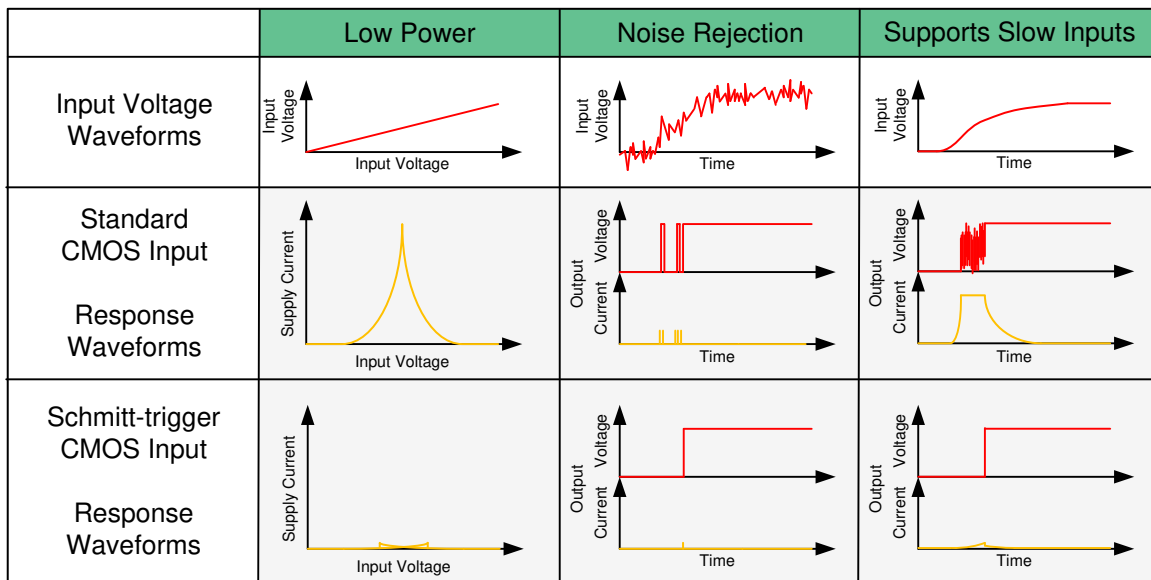 Low Power
Noise Rejection
Supports Slow Inputs
Input Voltage
Waveforms
Input
Voltage
Input Voltage
Input
Voltage
Time
Input
Voltage
Time
Standard
CMOS Input
Response
Waveforms
Supply Current
Input Voltage
Output
Current
Voltage
Time
Output
Current
Voltage
Time
Schmitt-trigger
CMOS Input
Response
Waveforms
Supply Current
Input Voltage
Output
Current
Voltage
Time
Output
Current
Voltage
Time